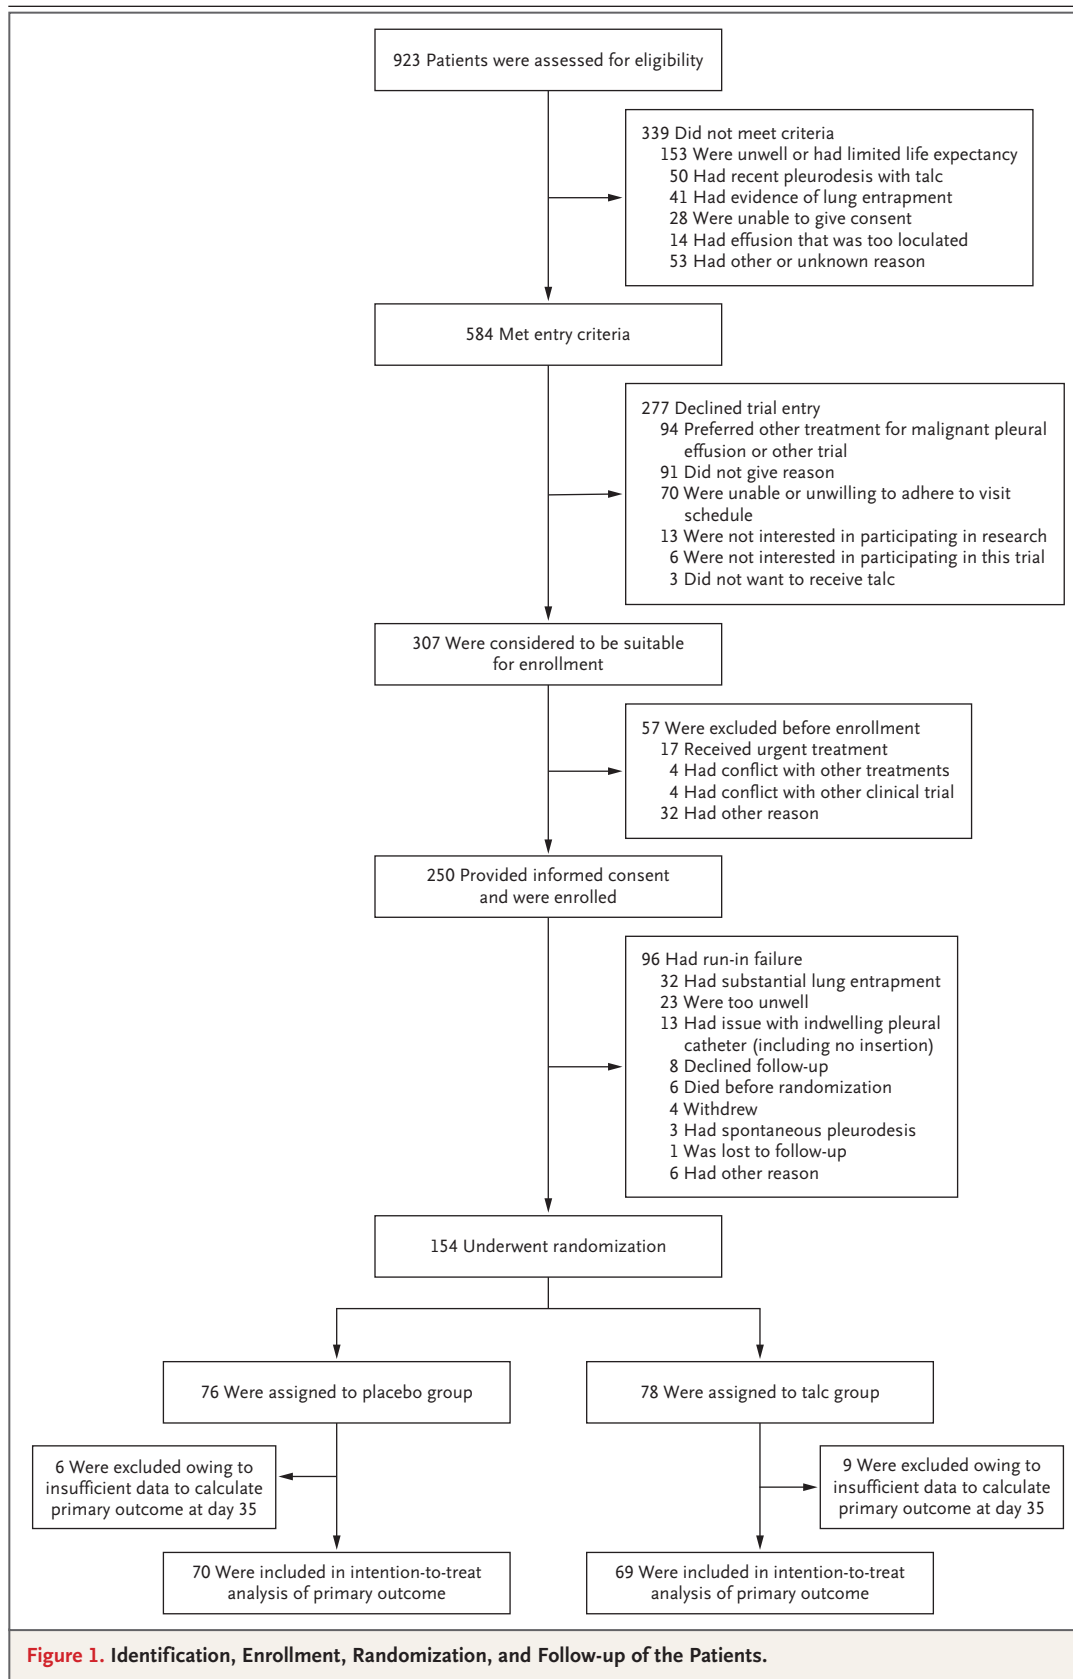 923 Patients were assessed for eligibility
339 Did not meet criteria
153 Were unwell or had limited life expectancy
50 Had recent pleurodesis with talc
41 Had evidence of lung entrapment
28 Were unable to give consent
14 Had effusion that was too loculated
53 Had other or unknown reason
584 Met entry criteria
277 Declined trial entry
94 Preferred other treatment for malignant pleural
effusion or other trial
91 Did not give reason
70 Were unable or unwilling to adhere to visit
schedule
13 Were not interested in participating in research
6 Were not interested in participating in this trial
3 Did not want to receive talc
307 Were considered to be suitable
for enrollment
57 Were excluded before enrollment
17 Received urgent treatment
4 Had conflict with other treatments
4 Had conflict with other clinical trial
32 Had other reason
250 Provided informed consent
and were enrolled
96 Had run-in failure
32 Had substantial lung entrapment
23 Were too unwell
13 Had issue with indwelling pleural
catheter (including no insertion)
8 Declined follow-up
6 Died before randomization
4 Withdrew
3 Had spontaneous pleurodesis
1 Was lost to follow-up
6 Had other reason
154 Underwent randomization
76 Were assigned to placebo group
78 Were assigned to talc group
6 Were excluded owing to
insufficient data to calculate
primary outcome at day 35
9 Were excluded owing to
insufficient data to calculate
primary outcome at day 35
70 Were included in intention-to-treat
analysis of primary outcome
69 Were included in intention-to-treat
analysis of primary outcome
Figure 1. Identification, Enrollment, Randomization, and Follow-up of the Patients.